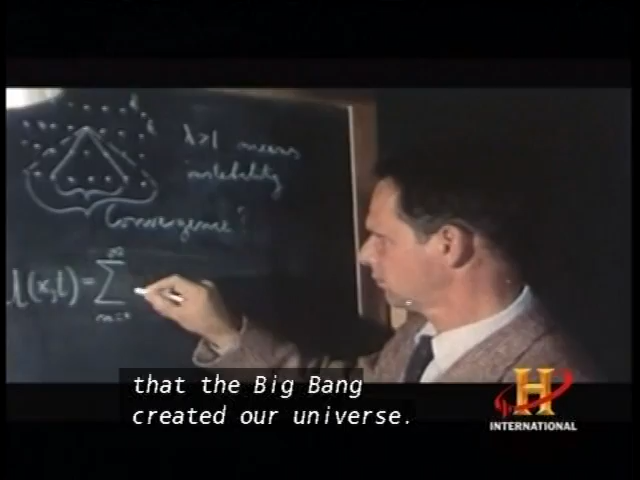 λ>1 means
instability
Convergence?
that the Big Bang
created our universe.
H
INTERNATIONAL